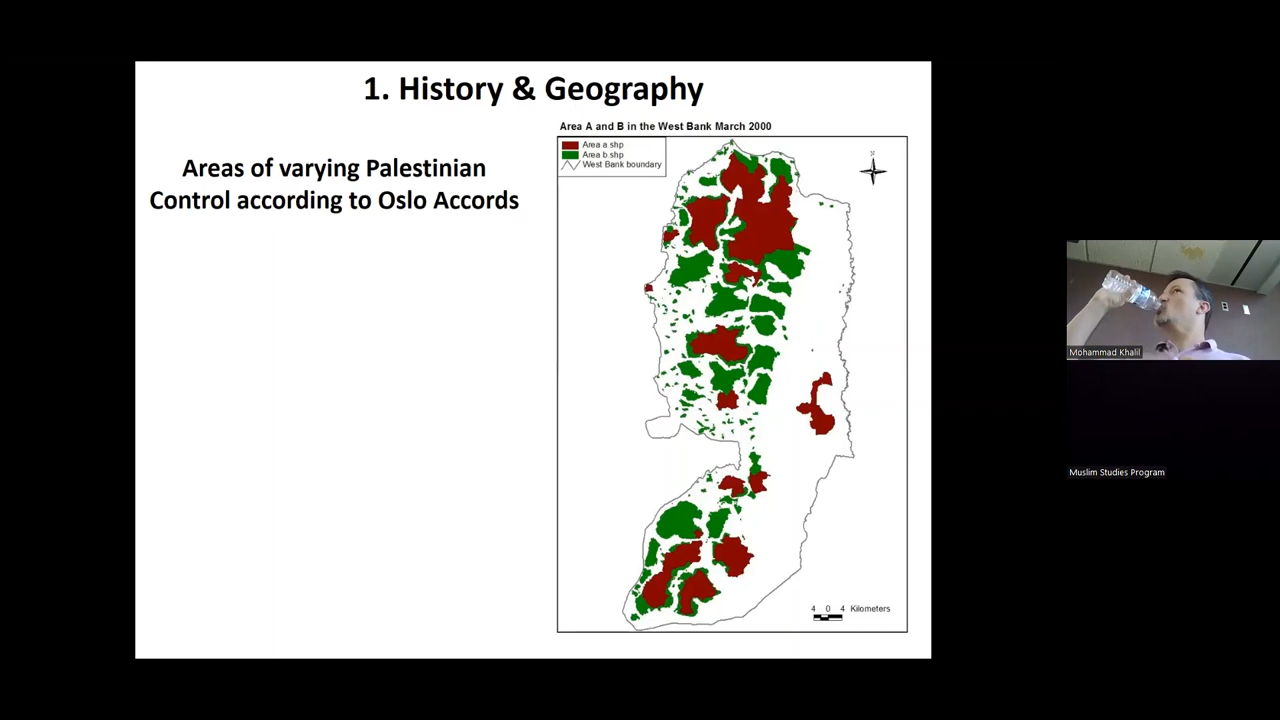 1. History & Geography
Areas of varying Palestinian
Control according to Oslo Accords
Area A and B in the West Bank March 2000
Area a.shp
Area b.shp
West Bank boundary
N
4 0 4 Kilometers
Mohammad Khalil
Muslim Studies Program